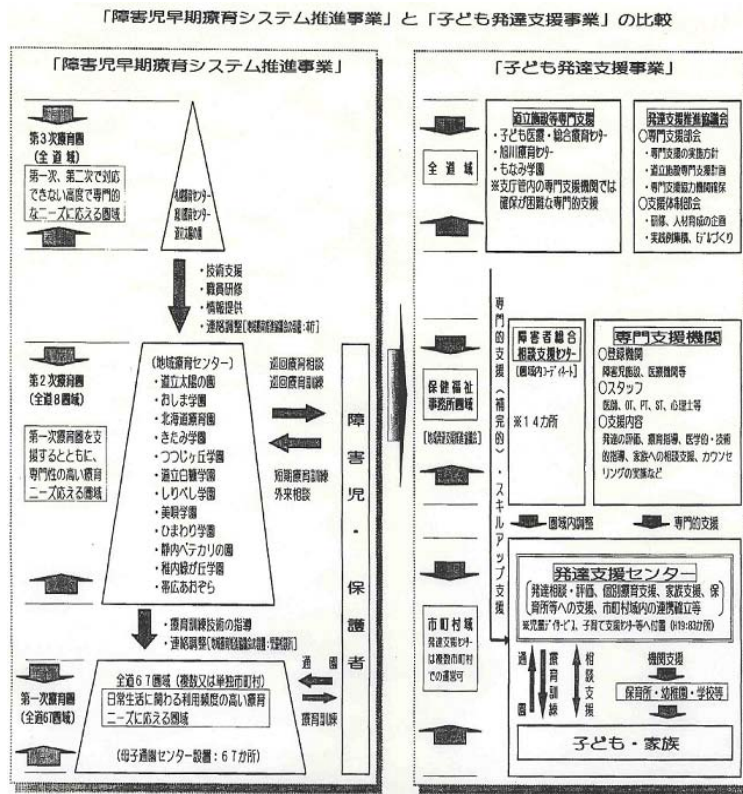 「障害児早期療育システム推進事業」と「子ども発達支援事業」の比較
「障害児早期療育システム推進事業」
第3次療育圏
(全道域)
第一次、第二次で対応
できない高度で専門的
なニーズに応える圏域
・技術支援
・職員研修
・情報提供
第2次療育圏
(全道8圏域)
第一次療育圏を支
援するとともに、
専門性の高い療育
ニーズ応える圏域
(地域療育センター)
・道立太陽の園
・おしま学園
・北海道療育園
・きたみ学園
・つつじヶ丘学園
・道立白糠学園
・しりべし学園
・美唄学園
・ひまわり学園
・静内ペテカリの園
・稚内緑が丘学園
・帯広あおぞら
巡回療育相談
巡回療育訓練
短期療育訓練
外来相談
障害児・保護者
・療育訓練技術の指導
第一次療育圏
(全道67圏域)
全道67圏域(複数又は単独市町村)
日常生活に関わる利用頻度の高い療育
ニーズに応える圏域
(母子通園センター設置:67か所)
通園
療育訓練
「子ども発達支援事業」
全道域
道立施設等専門支援
・子ども医療・総合療育センター
・旭川療育センター
・もなみ学園
※支庁管内の専門支援機関では
確保が困難な専門的支援
発達支援推進協議会
○専門支援部会
・専門支援の実施方針
・道立施設専門支援計画
・専門支援協力機関確保
○支援体制部会
・研修、人材育成の企画
・実践例集積、モデルづくり
専門的支援(補完的)・スキルアップ支援
保健福祉
事務所圏域
障害者総合
相談支援センター
[圏域内コーディネート]
※14カ所
専門支援機関
○登録機関
障害児施設、医療機関等
○スタッフ
医師、OT、PT、ST、心理士等
○支援内容
発達の評価、療育指導、医学的・技術
的指導、家族への相談支援、カウンセ
リングの実施など
圏域内調整
専門的支援
市町村域
発達支援センター
は複数市町村
での運営可
発達支援センター
発達相談・評価、個別療育支援、家族支援、保
育所等への支援、市町村域内の連携確立等
※児童デイサービス、子育て支援センター等へ付置(H19:83カ所)
通園
療育訓練
相談支援
機関支援
保育所・幼稚園・学校等
子ども・家族